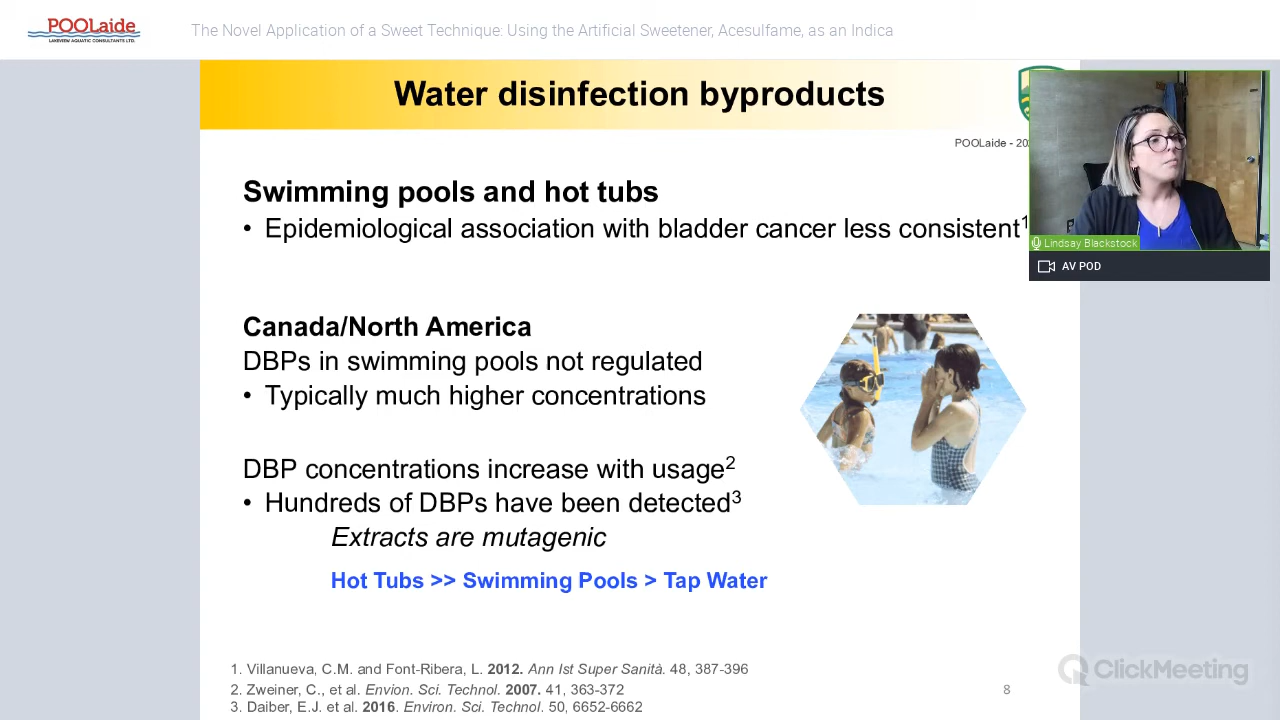 POOLaide
LAKEVIEW AQUATIC CONSULTANTS LTD.
The Novel Application of a Sweet Technique: Using the Artificial Sweetener, Acesulfame, as an Indica
Water disinfection byproducts
POOLaide - 20
Swimming pools and hot tubs
• Epidemiological association with bladder cancer less consistent1
Lindsay Blackstock
AV POD
Canada/North America
DBPs in swimming pools not regulated
• Typically much higher concentrations
DBP concentrations increase with usage2
• Hundreds of DBPs have been detected3
Extracts are mutagenic
Hot Tubs >> Swimming Pools > Tap Water
1. Villanueva, C.M. and Font-Ribera, L. 2012. Ann Ist Super Sanità. 48, 387-396
2. Zweiner, C., et al. Envion. Sci. Technol. 2007. 41, 363-372
3. Daiber, E.J. et al. 2016. Environ. Sci. Technol. 50, 6652-6662
8
ClickMeeting